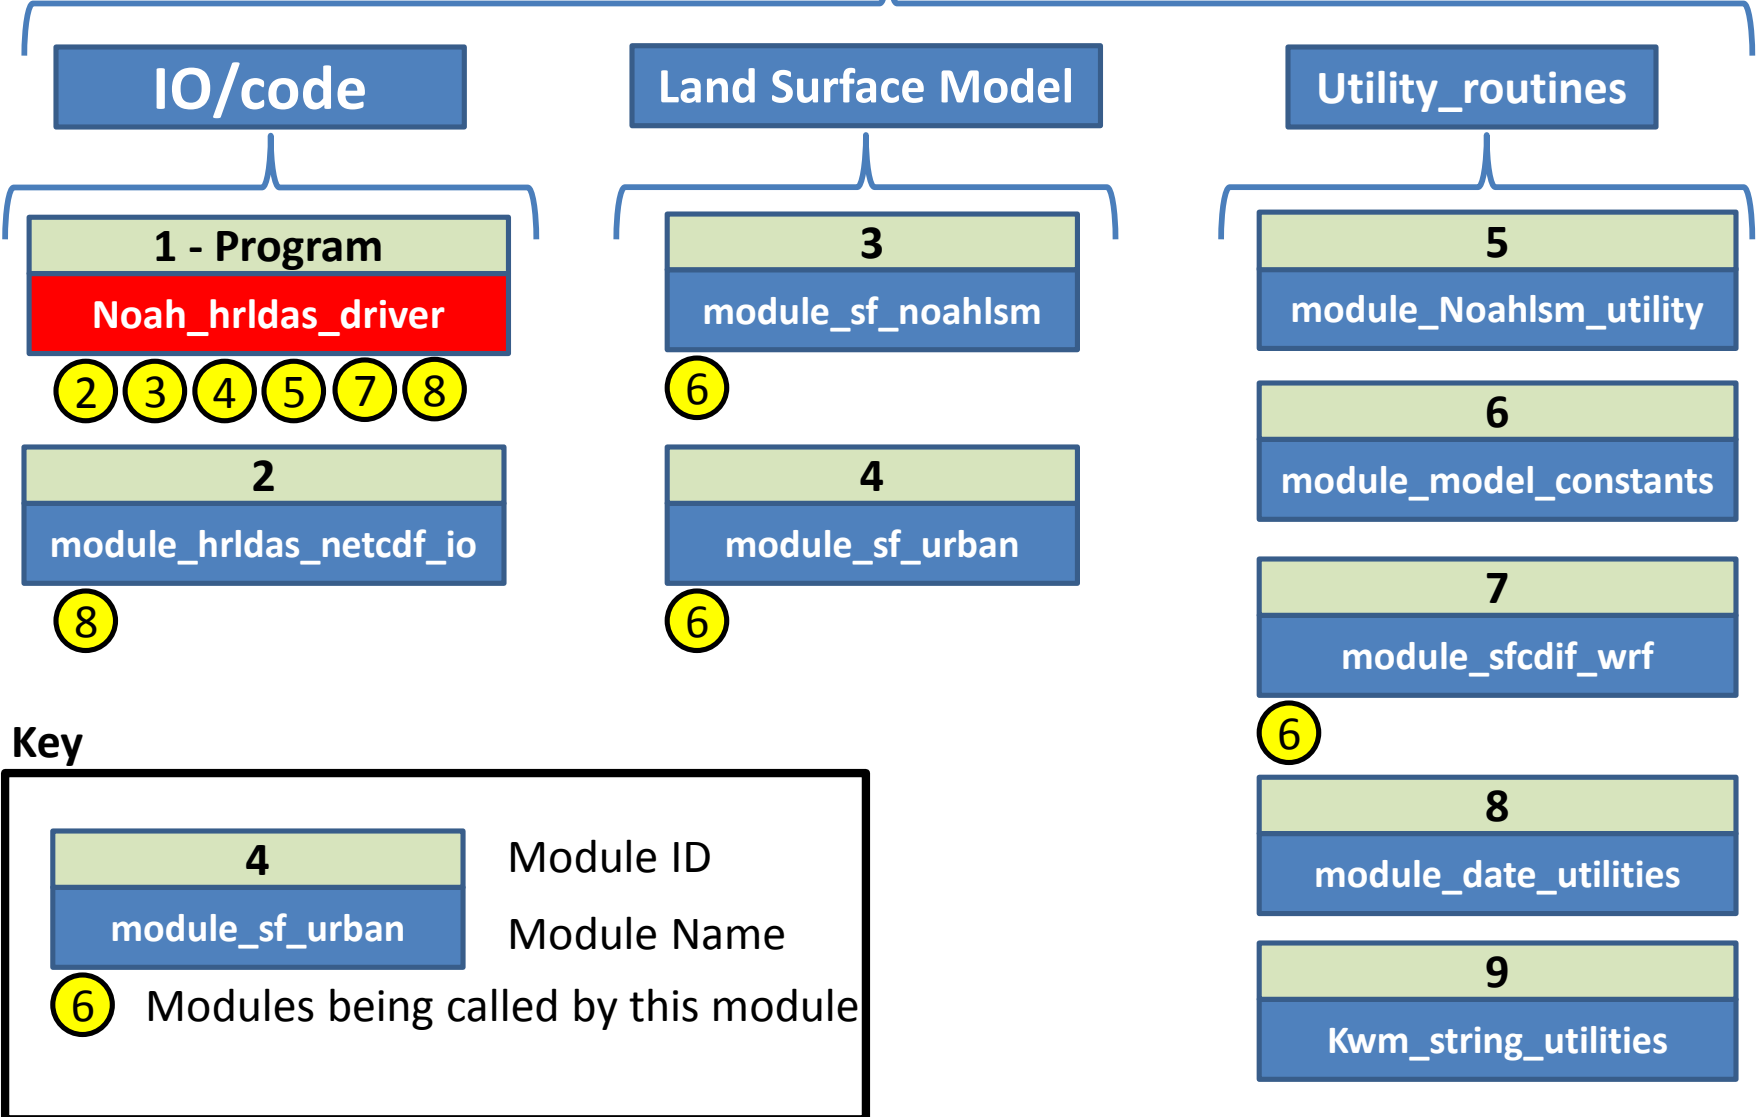 IO/code
1 - Program
Noah_hrldas_driver
2 3 4 5 7 8
2
module_hrldas_netcdf_io
8
Land Surface Model
3
module_sf_noahlsm
6
4
module_sf_urban
6
Utility_routines
5
module_Noahlsm_utility
6
module_model_constants
7
module_sfcdif_wrf
6
8
module_date_utilities
9
Kwm_string_utilities
Key
4 Module ID
module_sf_urban Module Name
6 Modules being called by this module